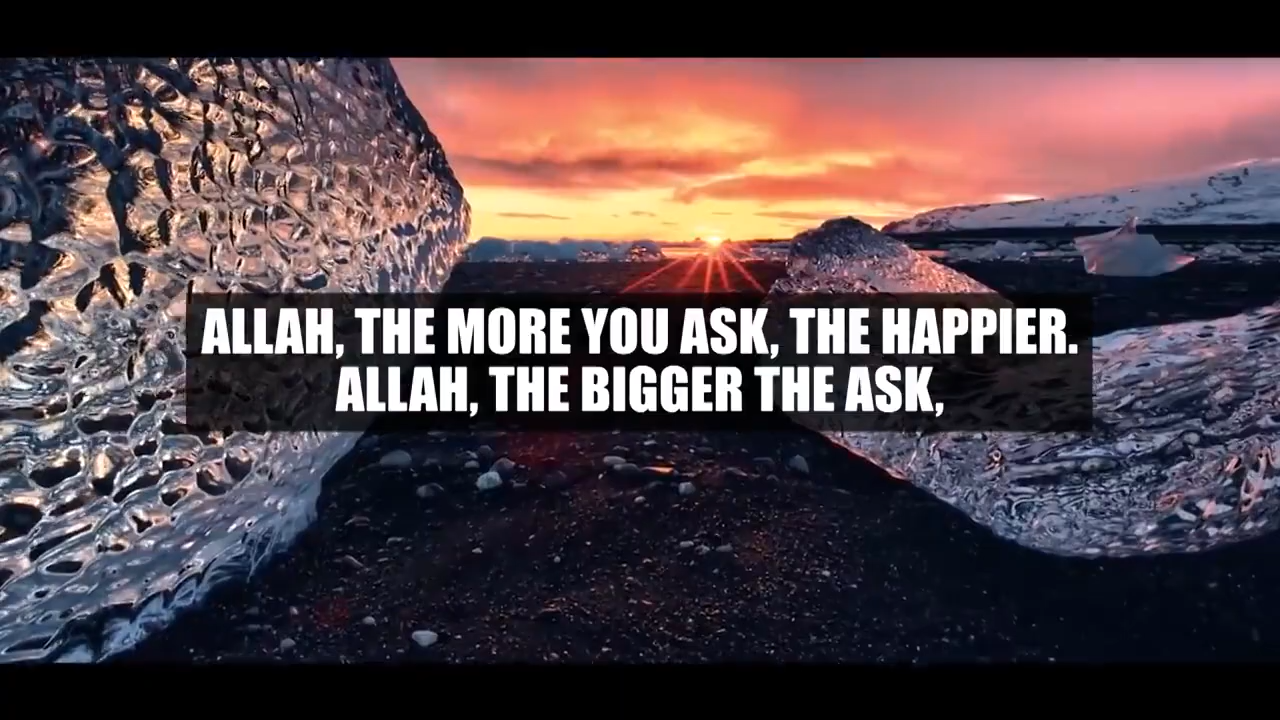 ALLAH, THE MORE YOU ASK, THE HAPPIER.
ALLAH, THE BIGGER THE ASK,